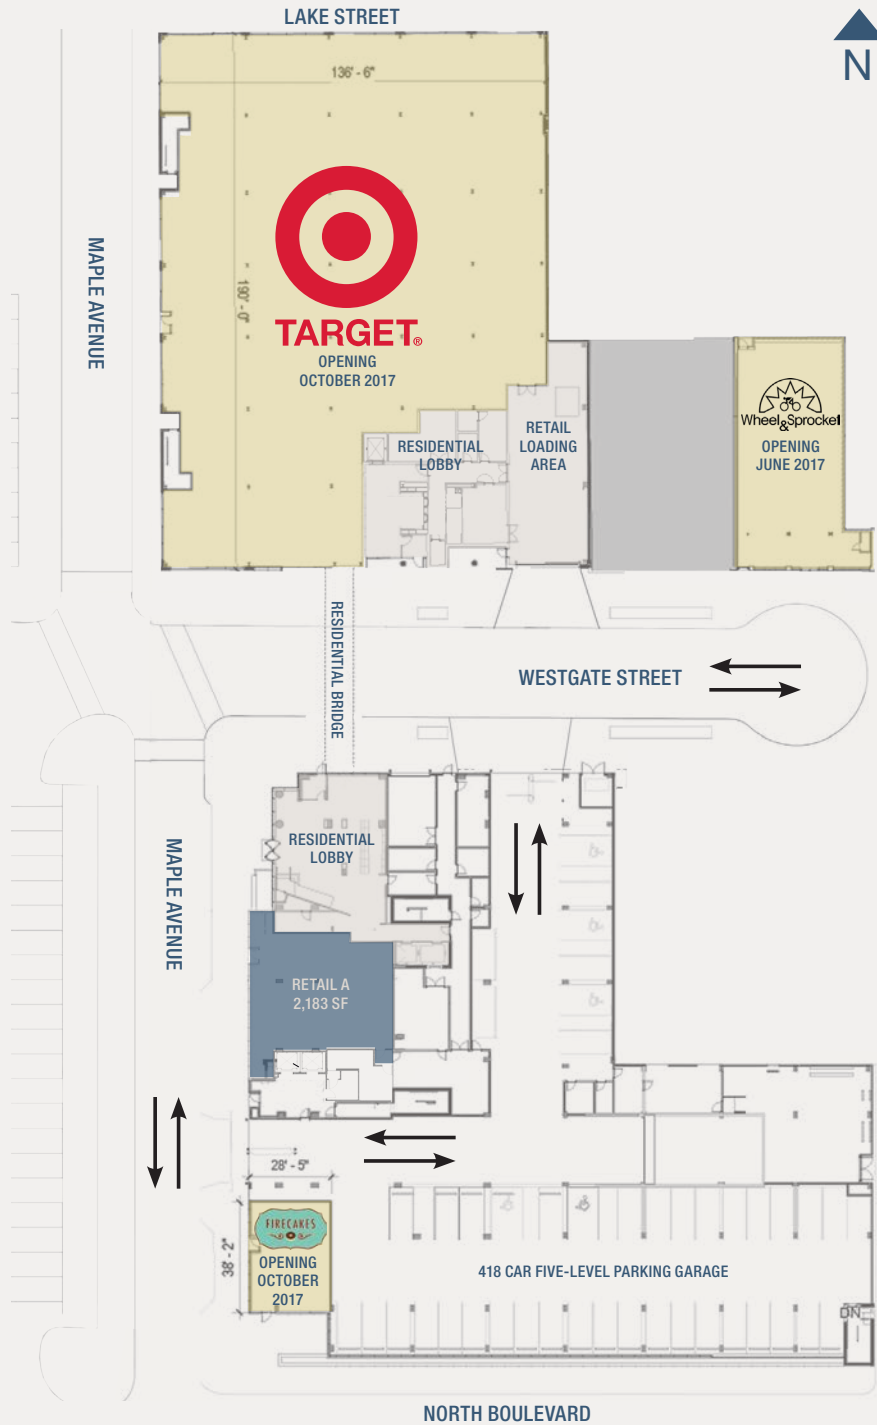 LAKE STREET
N
136' - 6"
MAPLE AVENUE
190' - 0"
TARGET®
OPENING
OCTOBER 2017
RESIDENTIAL
LOBBY
RETAIL
LOADING
AREA
Wheel&Sprocket
OPENING
JUNE 2017
RESIDENTIAL BRIDGE
WESTGATE STREET
RESIDENTIAL
LOBBY
MAPLE AVENUE
RETAIL A
2,183 SF
28' - 5"
38' - 2"
FIRECAKES
OPENING
OCTOBER
2017
418 CAR FIVE-LEVEL PARKING GARAGE
DN
NORTH BOULEVARD